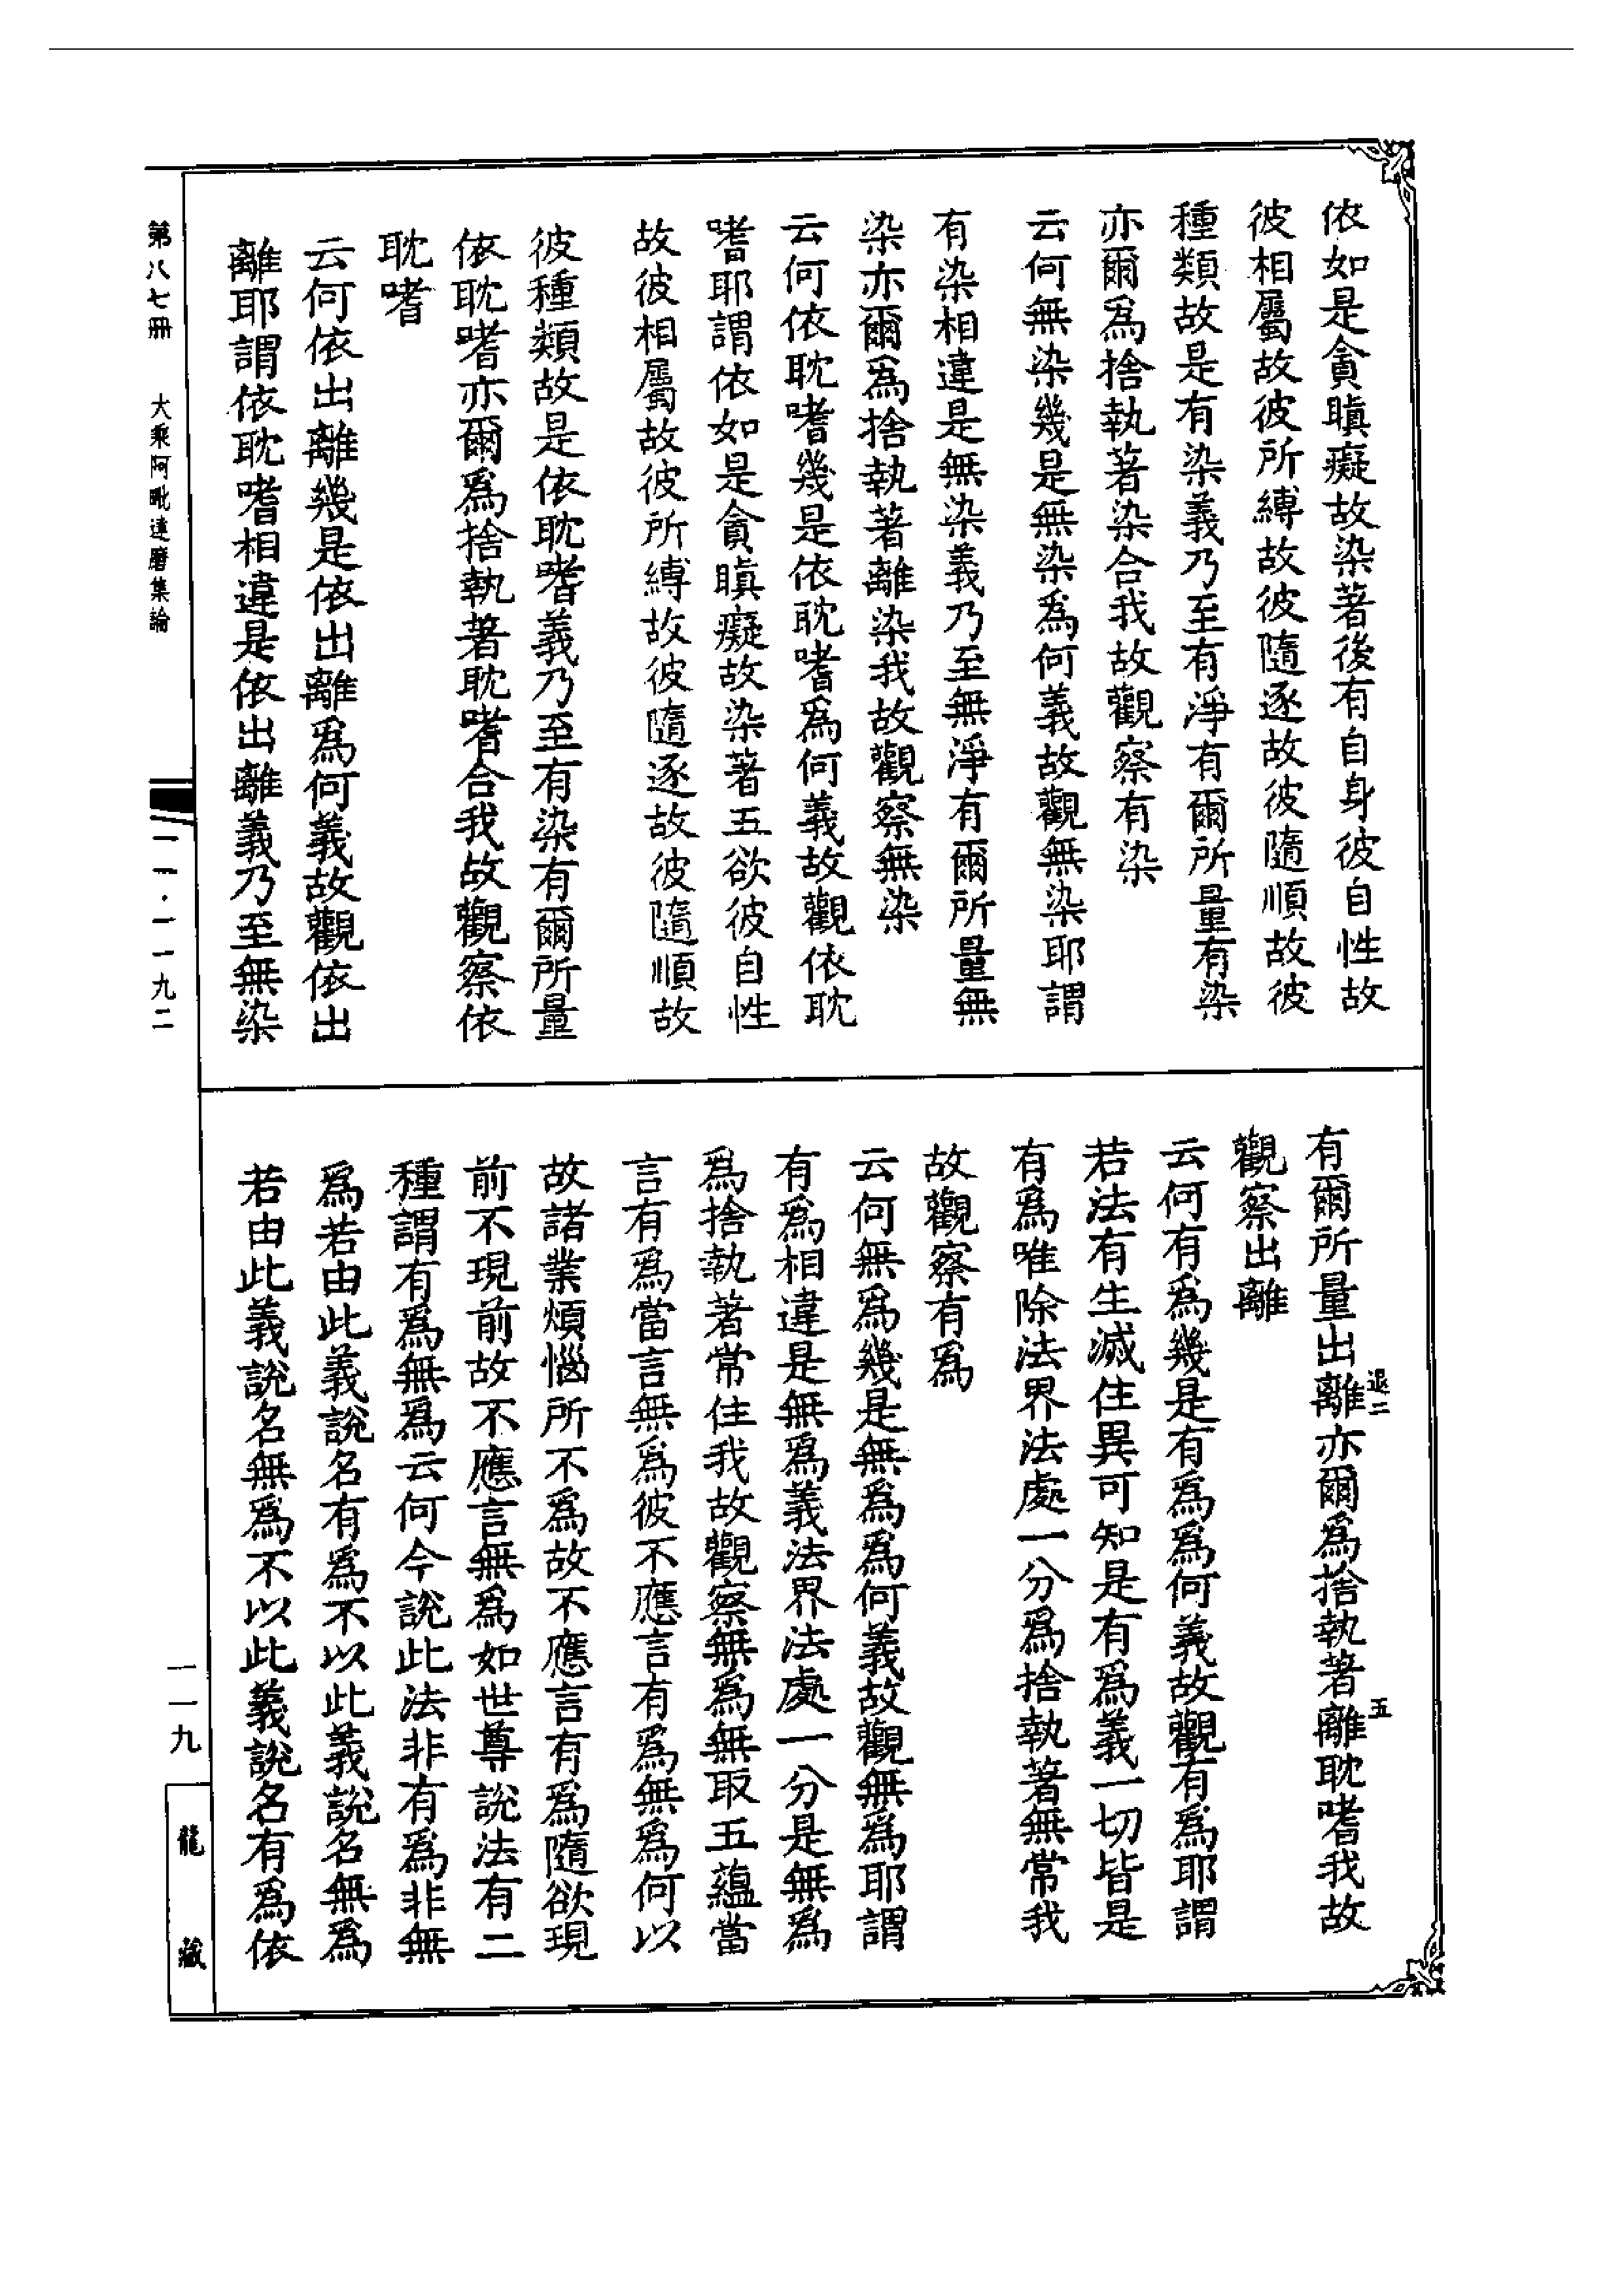 依如是貪瞋癡故染著後有自身彼自性故
彼相屬故彼所縛故彼隨逐故彼隨順故彼
種類故是有染義乃至有淨有爾所量有染
亦爾爲捨執著染合我故觀察有染
云何無染幾是無染爲何義故觀無染耶謂
有染相違是無染義乃至無淨有爾所量無
染亦爾爲捨執著離染我故觀察無染
云何依耽嗜幾是依耽嗜爲何義故觀依耽
嗜耶謂依如是貪瞋癡故染著五欲彼自性
故彼相屬故彼所縛故彼隨逐故彼隨順故
彼種類故是依耽嗜義乃至有染有爾所量
依耽嗜亦爾爲捨執著耽嗜合我故觀察依
耽嗜
云何依出離幾是依出離爲何義故觀依出
離耶謂依耽嗜相違是依出離義乃至無染
有爾所量出離亦爾爲捨執著離耽嗜我故
退二 五
觀察出離
云何有爲幾是有爲爲何義故觀有爲耶謂
若法有生滅住異可知是有爲義一切皆是
有爲唯除法界法處一分爲捨執著無常我
故觀察有爲
云何無爲幾是無爲爲何義故觀無爲耶謂
有爲相違是無爲義法界法處一分是無爲
爲捨執著常住我故觀察無爲無取五蘊當
言有爲當言無爲彼不應言有爲無爲何以
故諸業煩惱所不爲故不應言有爲隨欲現
前不現前故不應言無爲如世尊說法有二
種謂有爲無爲云何今說此法非有爲非無
爲若由此義說名有爲不以此義說名無爲
若由此義說名無爲不以此義說名有爲依
第八七冊 大乘阿毗達磨集論
一一·一一九二
一一九
龍藏